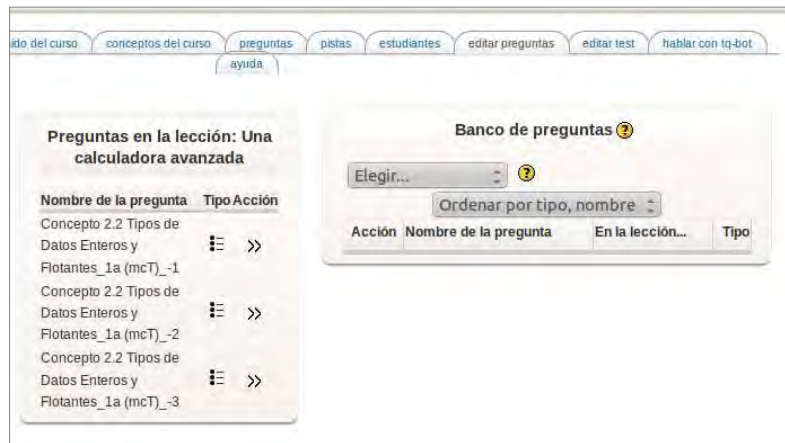 ido del curso conceptos del curso preguntas pistas estudiantes editar preguntas editar test hablar con tq-bot
ayuda
Preguntas en la lección: Una
calculadora avanzada
Nombre de la pregunta Tipo Acción
Concepto 2.2 Tipos de
Datos Enteros y
Flotantes_1a (mcT)_-1
Concepto 2.2 Tipos de
Datos Enteros y
Flotantes_1a (mcT)_-2
Concepto 2.2 Tipos de
Datos Enteros y
Flotantes_1a (mcT)_-3
Banco de preguntas
Elegir...
Ordenar por tipo, nombre
Acción Nombre de la pregunta En la lección... Tipo